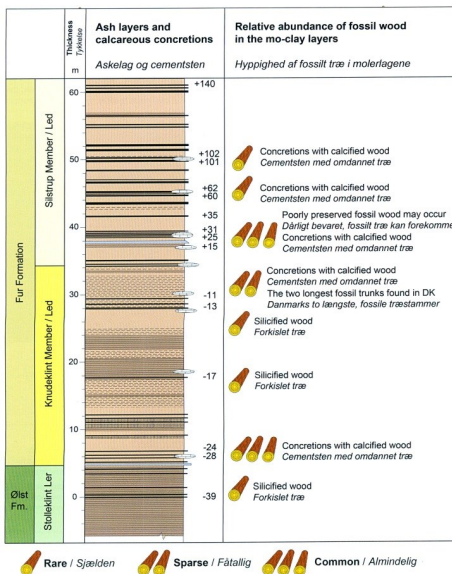 Thickness
Tykkelse
m
Ash layers and
calcareous concretions
Askelag og cementsten
Relative abundance of fossil wood
in the mo-clay layers
Hyppighed af fossilt træ i molerlagene
Fur Formation
Silstrup Member / Led
Knudeklint Member / Led
Ølst
Fm.
Stolleklint Ler
60
50
40
30
20
10
0
+140
+102
+101
+62
+60
+35
+31
+25
+15
-11
-13
-17
-24
-28
-39
Concretions with calcified wood
Cementsten med omdannet træ
Concretions with calcified wood
Cementsten med omdannet træ
Poorly preserved fossil wood may occur
Dårligt bevaret, fossilt træ kan forekomme
Concretions with calcified wood
Cementsten med omdannet træ
Concretions with calcified wood
Cementsten med omdannet træ
The two longest fossil trunks found in DK
Danmarks to længste, fossile træstammer
Silicified wood
Forkislet træ
Silicified wood
Forkislet træ
Concretions with calcified wood
Cementsten med omdannet træ
Silicified wood
Forkislet træ
Rare / Sjælden
Sparse / Fåtallig
Common / Almindelig